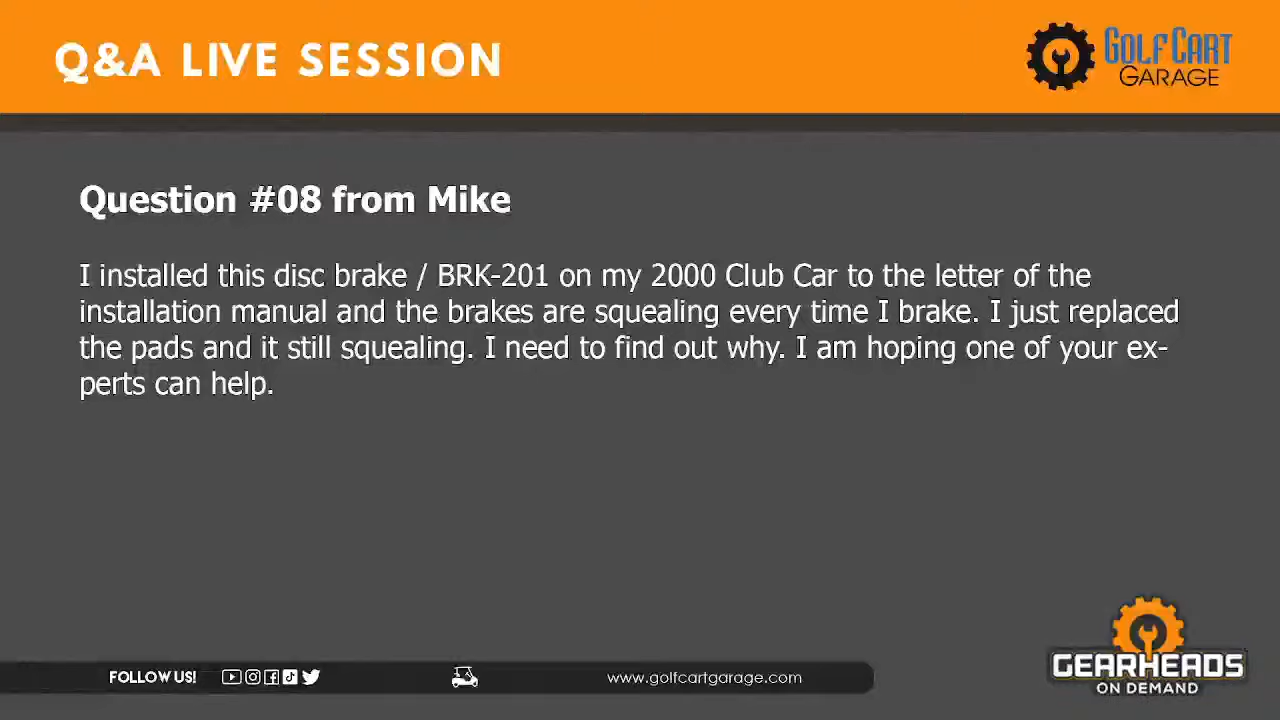 Q&A LIVE SESSION
GOLF CART
GARAGE
Question #08 from Mike
I installed this disc brake / BRK-201 on my 2000 Club Car to the letter of the
installation manual and the brakes are squealing every time I brake. I just replaced
the pads and it still squealing. I need to find out why. I am hoping one of your ex-
perts can help.
FOLLOW US!
www.golfcartgarage.com
GEARHEADS
ON DEMAND